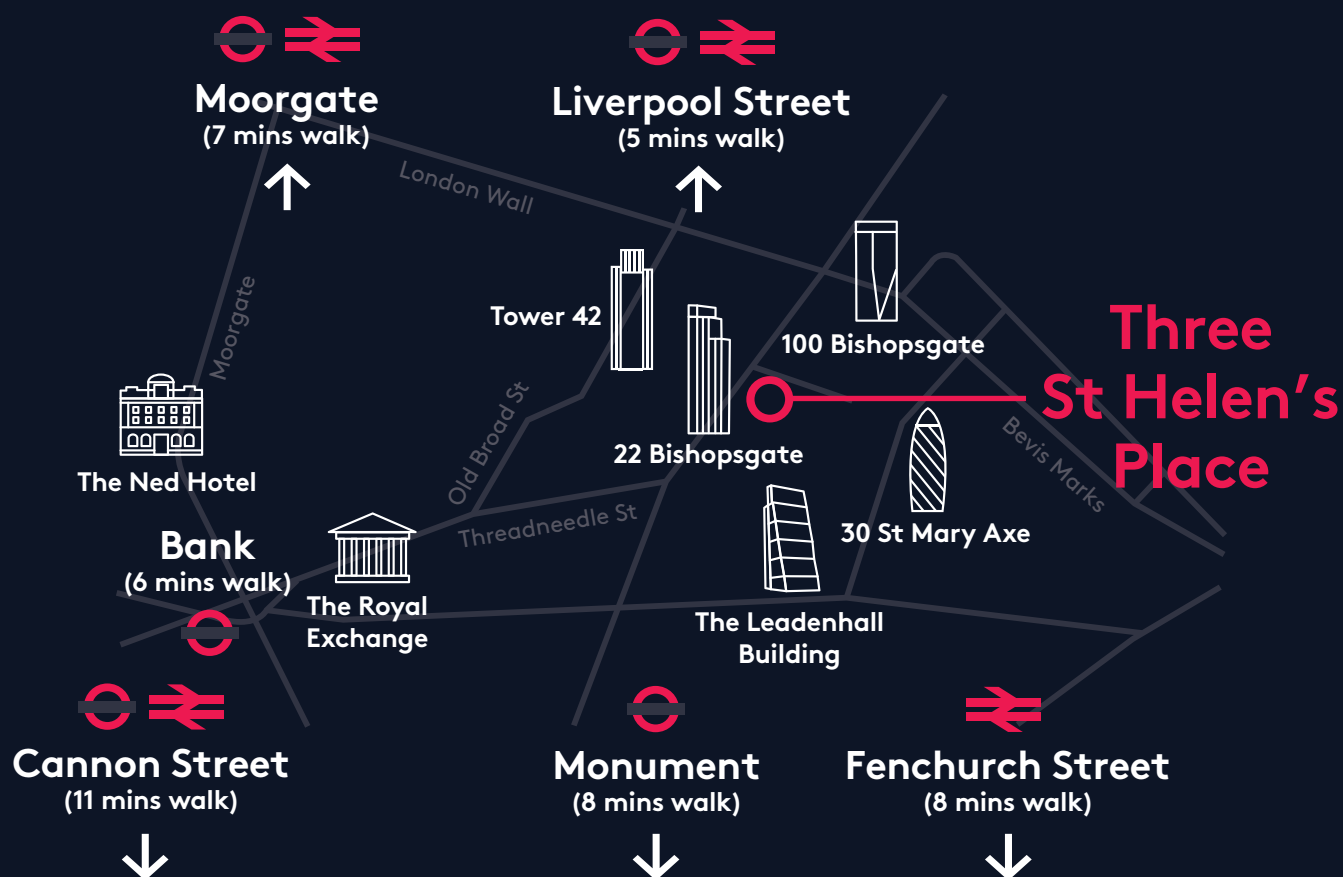 Moorgate
(7 mins walk)
Liverpool Street
(5 mins walk)
London Wall
Moorgate
Tower 42
100 Bishopsgate
Three
St Helen’s
Place
22 Bishopsgate
Old Broad St
Bevis Marks
The Ned Hotel
Threadneedle St
30 St Mary Axe
Bank
(6 mins walk)
The Royal
Exchange
The Leadenhall
Building
Cannon Street
(11 mins walk)
Monument
(8 mins walk)
Fenchurch Street
(8 mins walk)